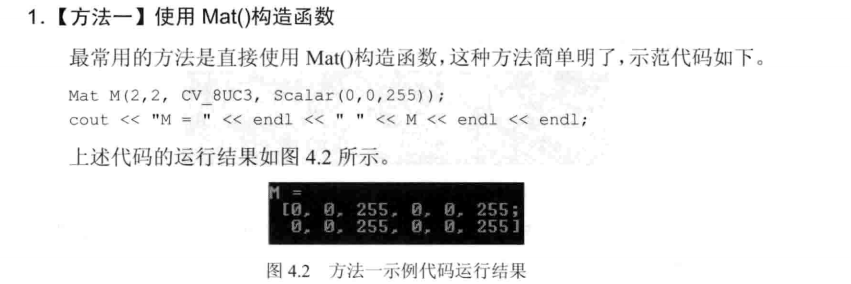 1.【方法一】使用 Mat()构造函数
最常用的方法是直接使用 Mat()构造函数，这种方法简单明了，示范代码如下。
Mat M(2,2, CV_8UC3, Scalar(0,0,255));
cout << "M = " << endl << " " << M << endl << endl;
上述代码的运行结果如图 4.2 所示。
M =
[0, 0, 255, 0, 0, 255;
0, 0, 255, 0, 0, 255]
图 4.2 方法一示例代码运行结果